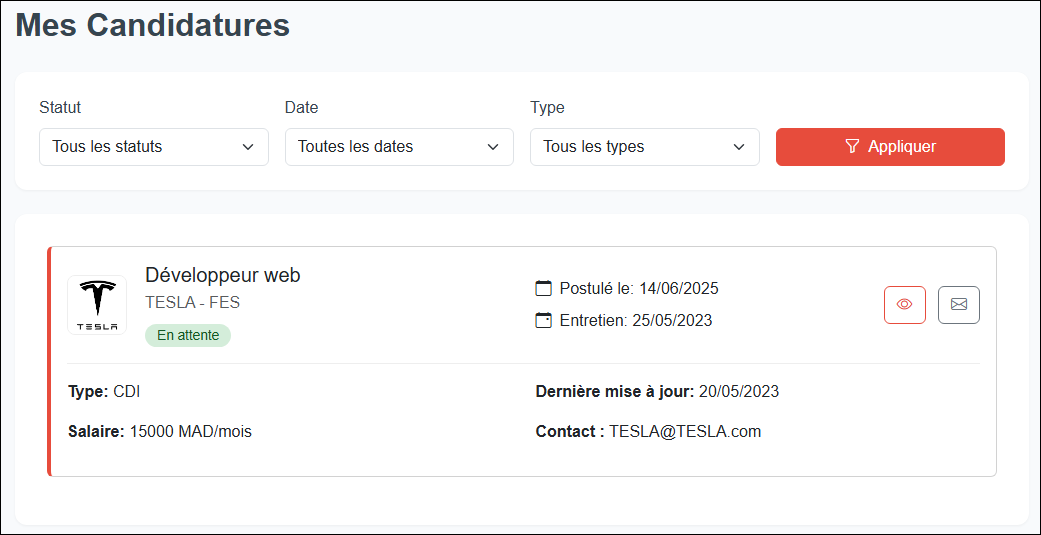 Mes Candidatures
Statut
Date
Type
Tous les statuts
Toutes les dates
Tous les types
Appliquer
Développeur web
TESLA - FES
En attente
TESLA
Postulé le: 14/06/2025
Entretien: 25/05/2023
Type: CDI
Dernière mise à jour: 20/05/2023
Salaire: 15000 MAD/mois
Contact : TESLA@TESLA.com